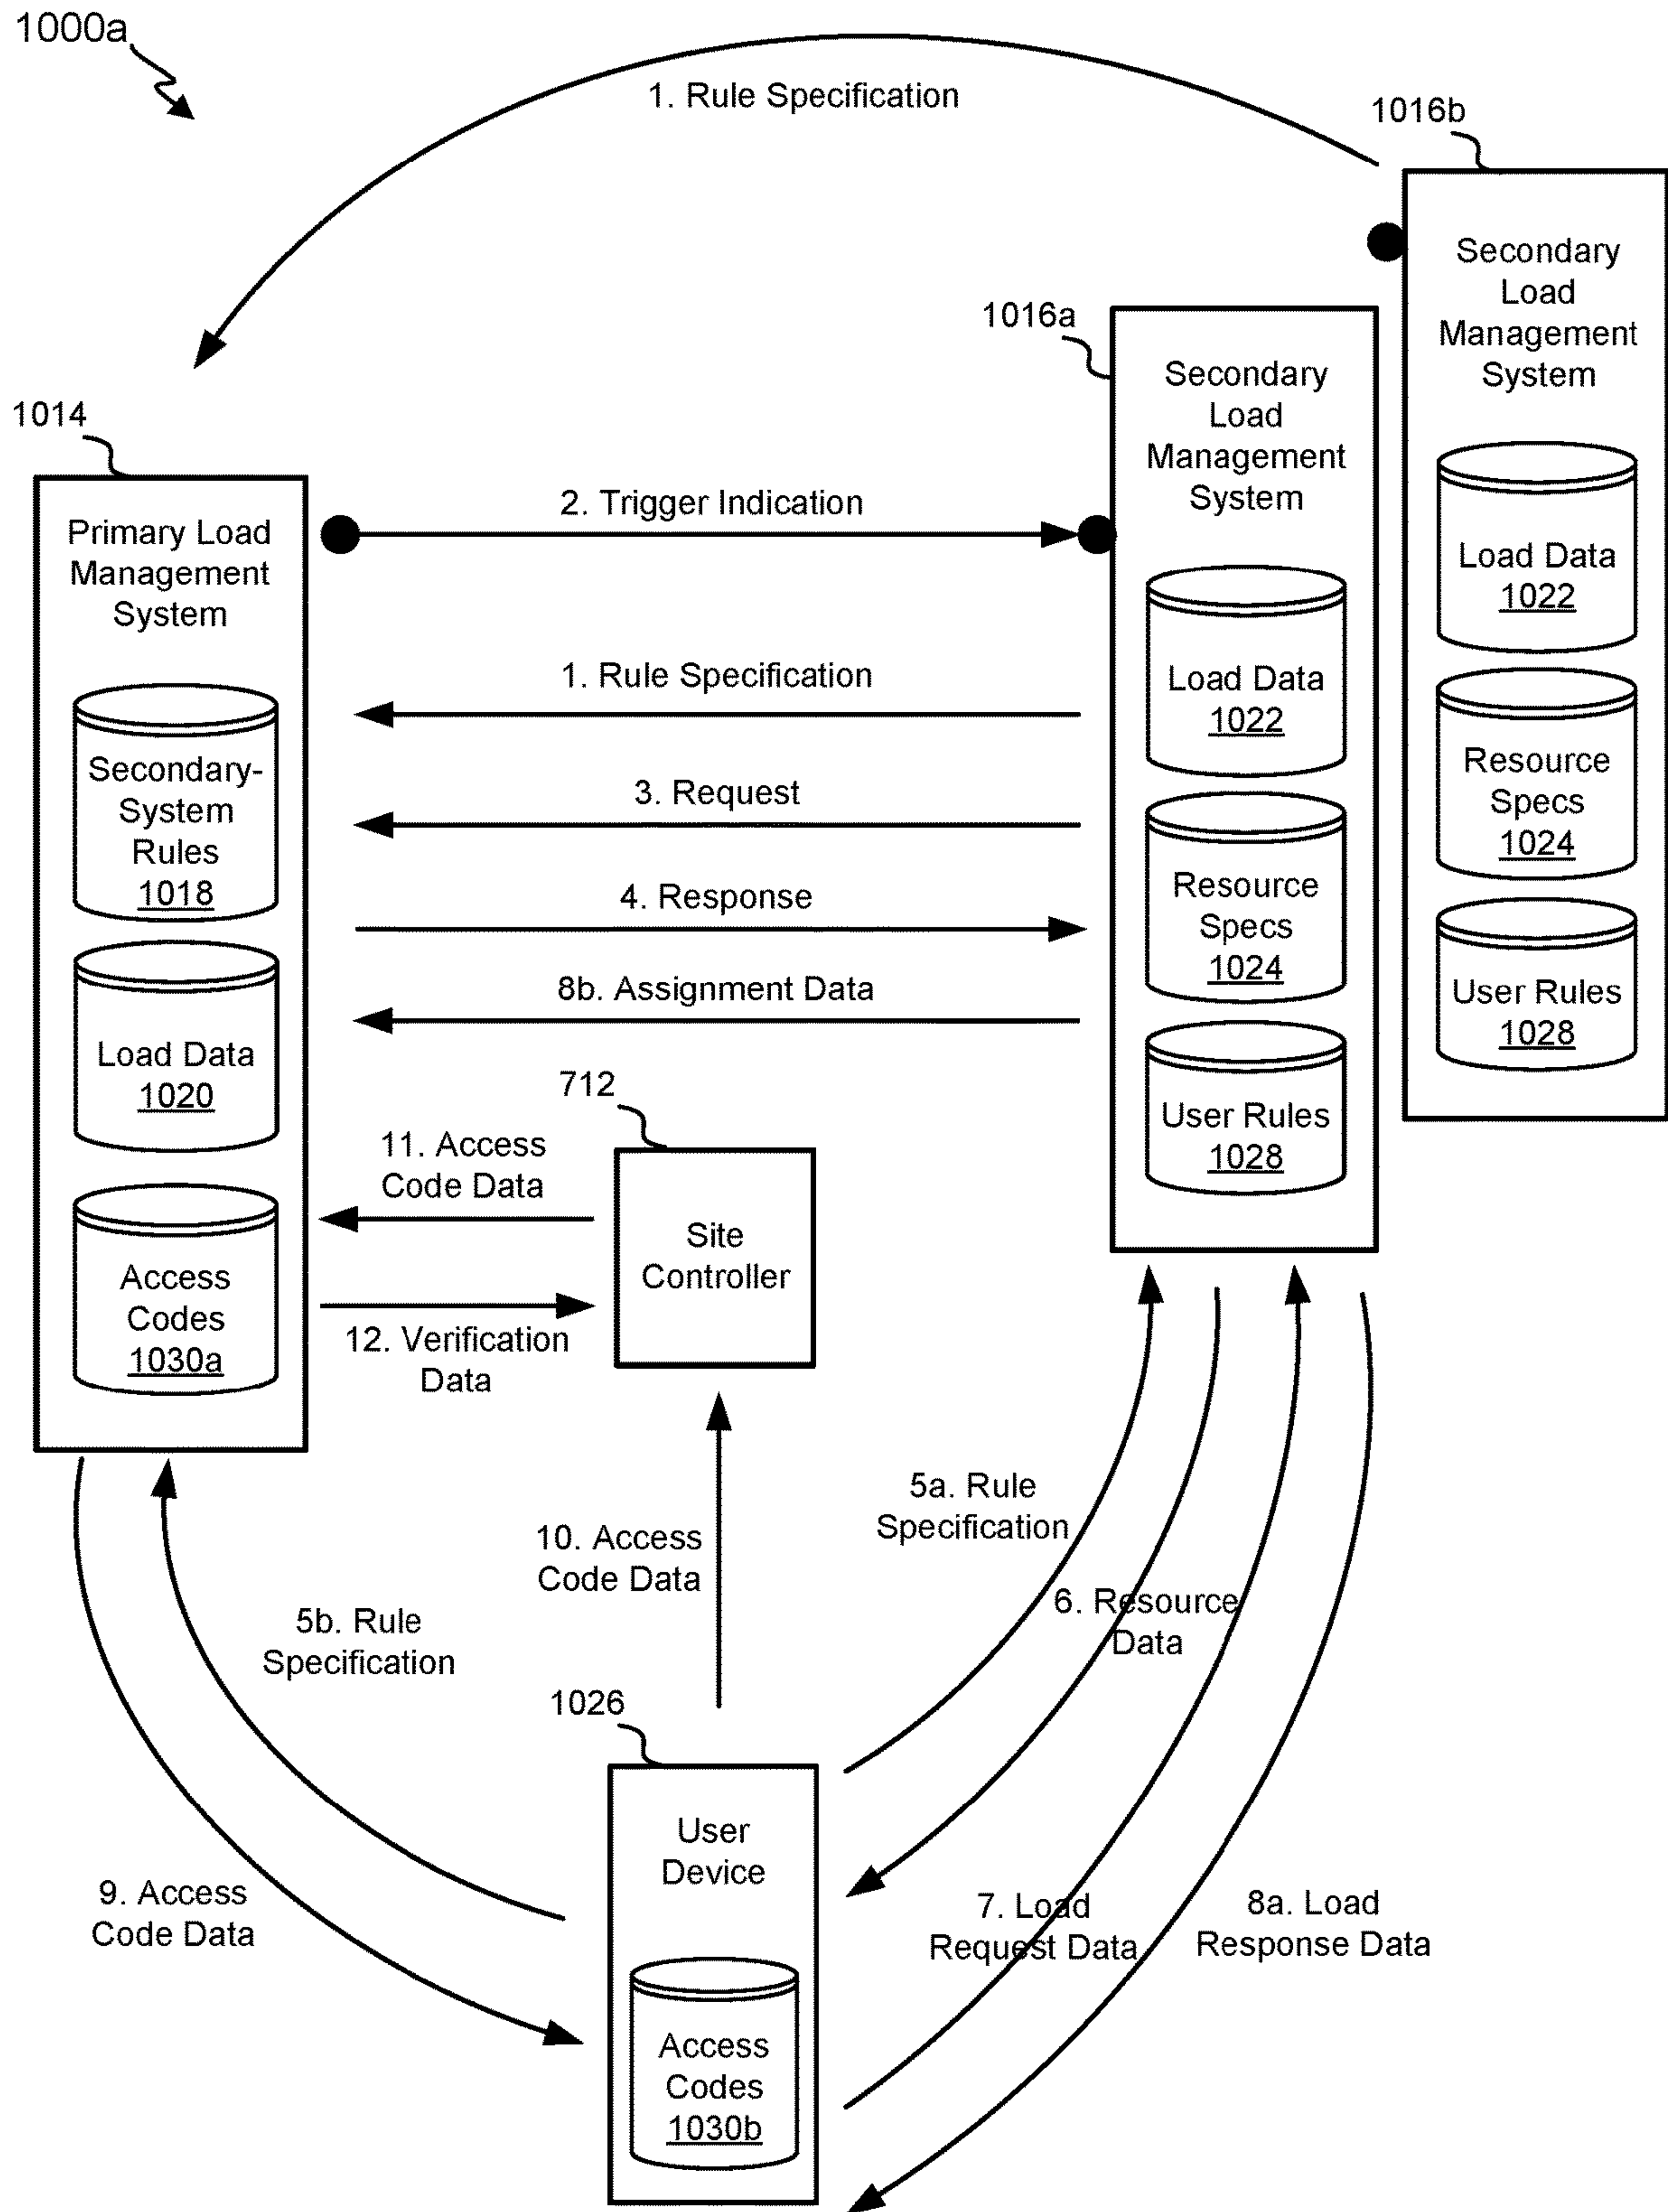 1000a
1. Rule Specification
1016b
Secondary
Load
Management
System
Load Data
1022
Resource
Specs
1024
User Rules
1028
1016a
Secondary
Load
Management
System
Load Data
1022
Resource
Specs
1024
User Rules
1028
1014
Primary Load
Management
System
Secondary-
System
Rules
1018
Load Data
1020
Access
Codes
1030a
2. Trigger Indication
1. Rule Specification
3. Request
4. Response
8b. Assignment Data
712
Site
Controller
11. Access
Code Data
12. Verification
Data
10. Access
Code Data
5a. Rule
Specification
6. Resource
Data
5b. Rule
Specification
1026
User
Device
Access
Codes
1030b
9. Access
Code Data
7. Load
Request Data
8a. Load
Response Data